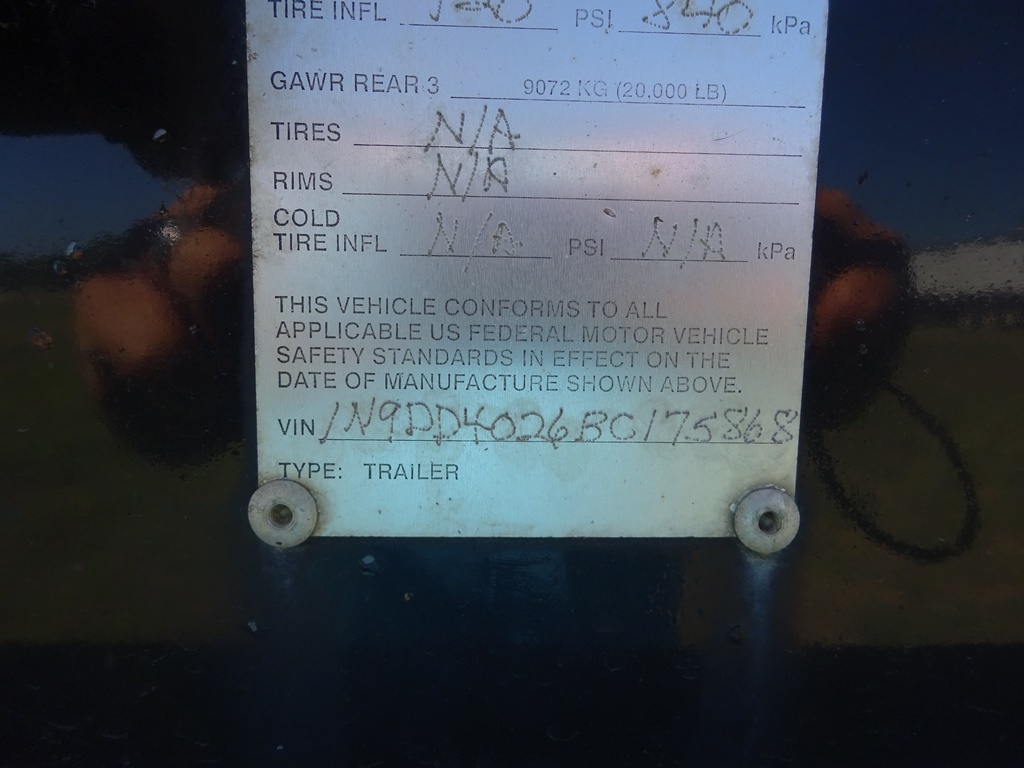 TIRE INFL 120 PSI 840 kPa
GAWR REAR 3 9072 KG (20,000 LB)
TIRES N/A
RIMS N/A
COLD
TIRE INFL N/A PSI N/A kPa
THIS VEHICLE CONFORMS TO ALL
APPLICABLE US FEDERAL MOTOR VEHICLE
SAFETY STANDARDS IN EFFECT ON THE
DATE OF MANUFACTURE SHOWN ABOVE.
VIN 1N9DD4026BC175868
TYPE: TRAILER